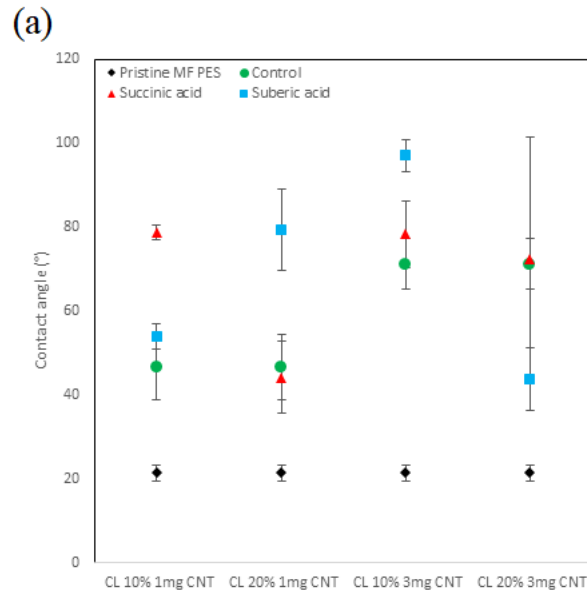 (a)
120
Pristine MF PES Control
Succinic acid Suberic acid
100
80
60
40
20
0
Contact angle (°)
CL 10% 1mg CNT CL 20% 1mg CNT CL 10% 3mg CNT CL 20% 3mg CNT